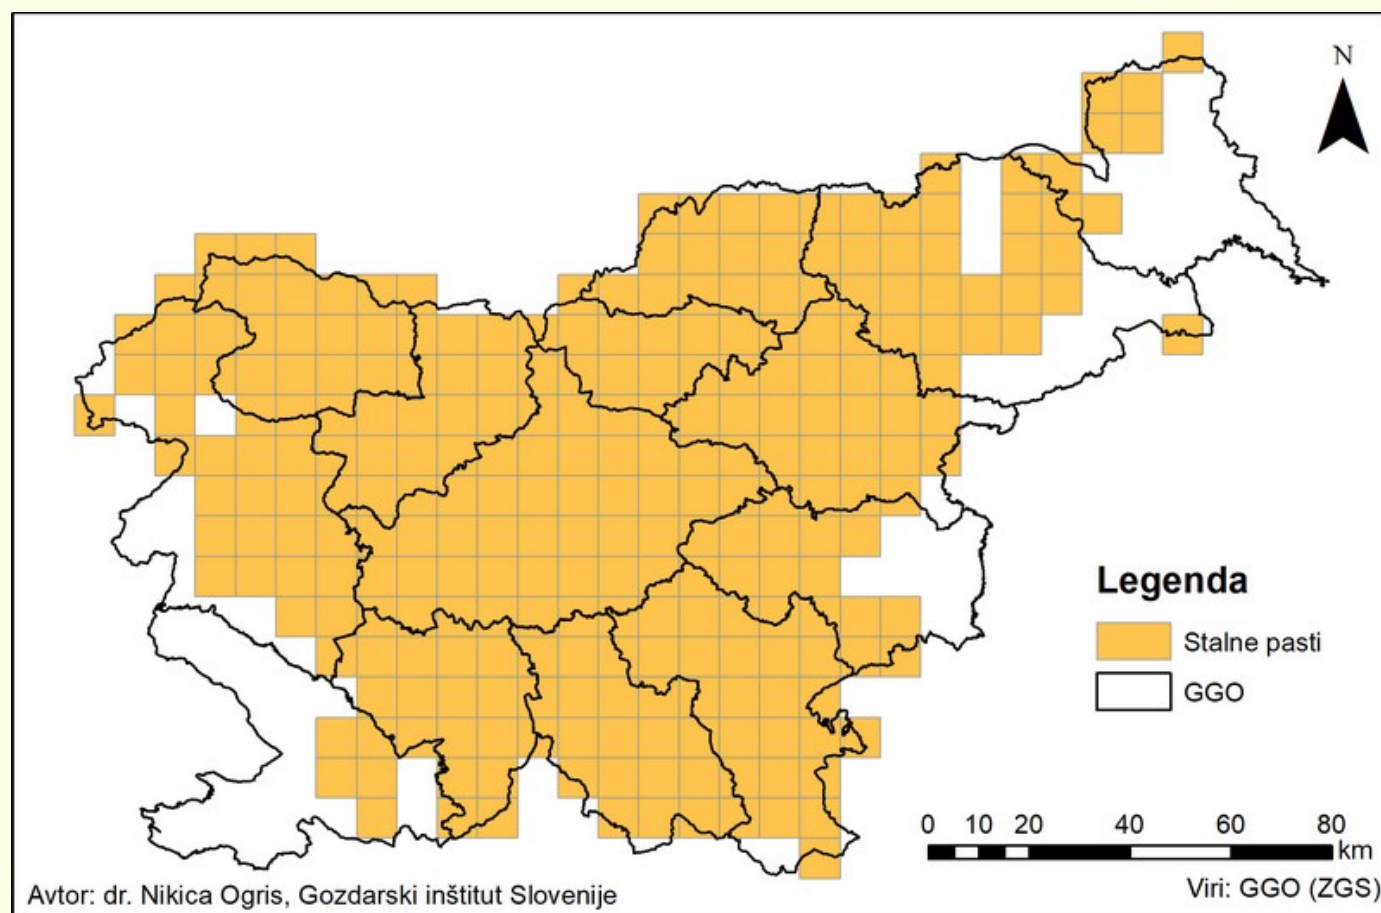 N
Legenda
Stalne pasti
GGO
0 10 20 40 60 80
km
Avtor: dr. Nikica Ogris, Gozdarski inštitut Slovenije
Viri: GGO (ZGS)